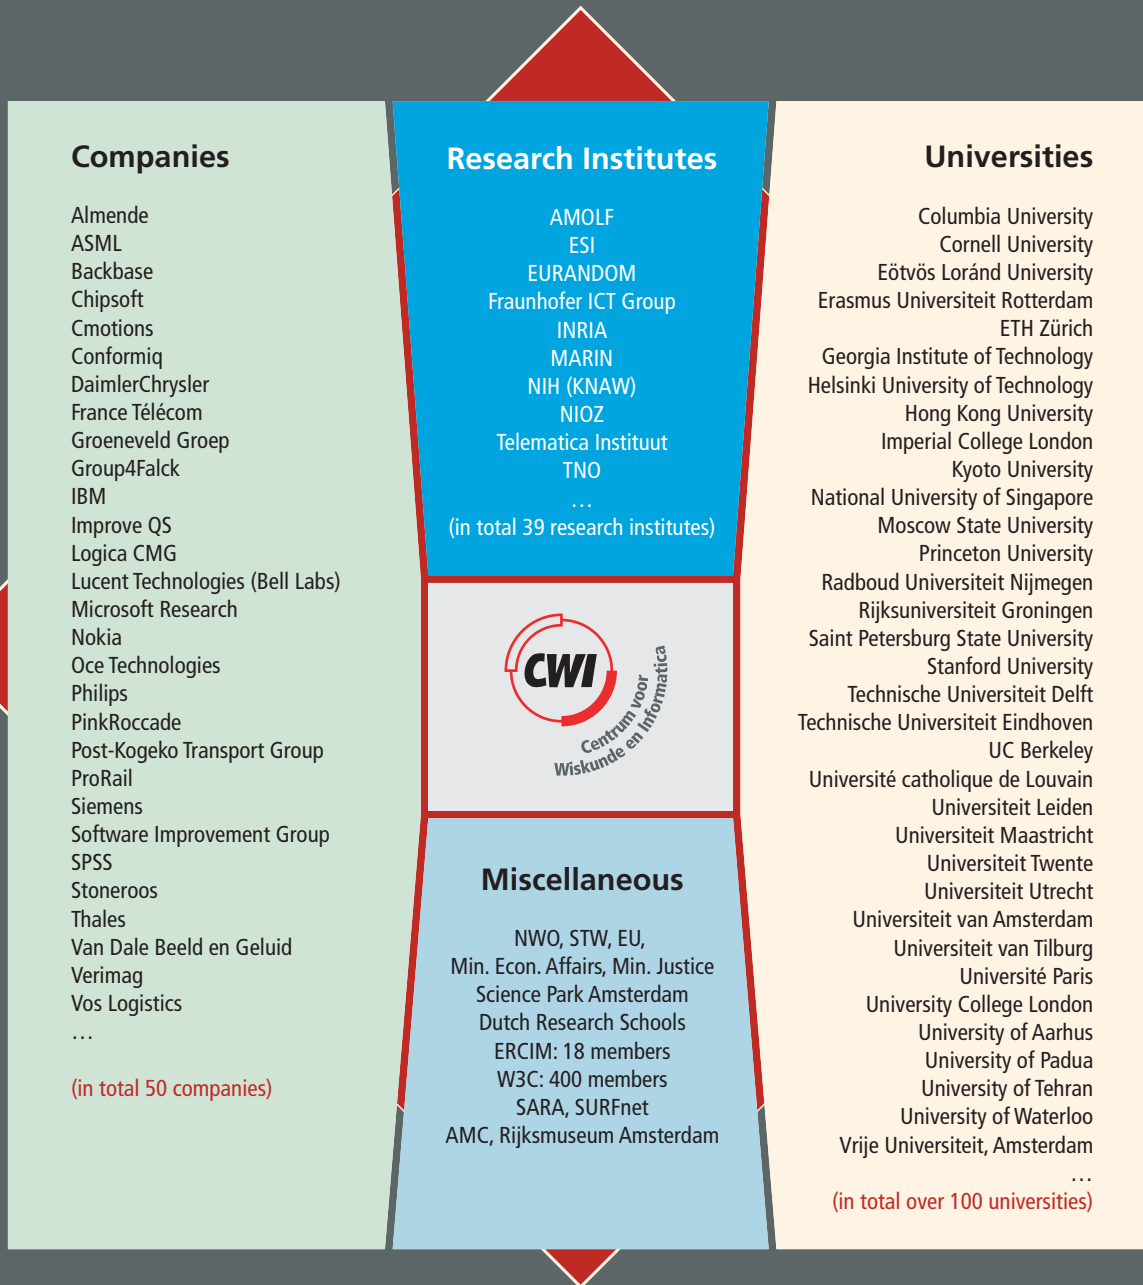 Companies
Almende
ASML
Backbase
Chipsoft
Cmotions
Conformiq
DaimlerChrysler
France Télécom
Groeneveld Groep
Group4Falck
IBM
Improve QS
Logica CMG
Lucent Technologies (Bell Labs)
Microsoft Research
Nokia
Oce Technologies
Philips
PinkRoccade
Post-Kogeko Transport Group
ProRail
Siemens
Software Improvement Group
SPSS
Stoneroos
Thales
Van Dale Beeld en Geluid
Verimag
Vos Logistics
…
(in total 50 companies)
Research Institutes
AMOLF
ESI
EURANDOM
Fraunhofer ICT Group
INRIA
MARIN
NIH (KNAW)
NIOZ
Telematica Instituut
TNO
…
(in total 39 research institutes)
CWI
Centrum voor
Wiskunde en Informatica
Miscellaneous
NWO, STW, EU,
Min. Econ. Affairs, Min. Justice
Science Park Amsterdam
Dutch Research Schools
ERCIM: 18 members
W3C: 400 members
SARA, SURFnet
AMC, Rijksmuseum Amsterdam
Universities
Columbia University
Cornell University
Eötvös Loránd University
Erasmus Universiteit Rotterdam
ETH Zürich
Georgia Institute of Technology
Helsinki University of Technology
Hong Kong University
Imperial College London
Kyoto University
National University of Singapore
Moscow State University
Princeton University
Radboud Universiteit Nijmegen
Rijksuniversiteit Groningen
Saint Petersburg State University
Stanford University
Technische Universiteit Delft
Technische Universiteit Eindhoven
UC Berkeley
Université catholique de Louvain
Universiteit Leiden
Universiteit Maastricht
Universiteit Twente
Universiteit Utrecht
Universiteit van Amsterdam
Universiteit van Tilburg
Université Paris
University College London
University of Aarhus
University of Padua
University of Tehran
University of Waterloo
Vrije Universiteit, Amsterdam
…
(in total over 100 universities)